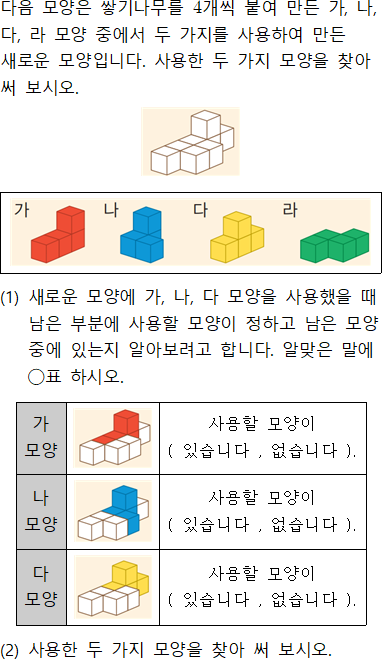 다음 모양은 쌓기나무를 4개씩 붙여 만든 가, 나,
다, 라 모양 중에서 두 가지를 사용하여 만든
새로운 모양입니다. 사용한 두 가지 모양을 찾아
써 보시오.
가 나 다 라
(1) 새로운 모양에 가, 나, 다 모양을 사용했을 때
남은 부분에 사용할 모양이 정하고 남은 모양
중에 있는지 알아보려고 합니다. 알맞은 말에
◯표 하시오.
가
모양
사용할 모양이
( 있습니다 , 없습니다 ).
나
모양
사용할 모양이
( 있습니다 , 없습니다 ).
다
모양
사용할 모양이
( 있습니다 , 없습니다 ).
(2) 사용한 두 가지 모양을 찾아 써 보시오.